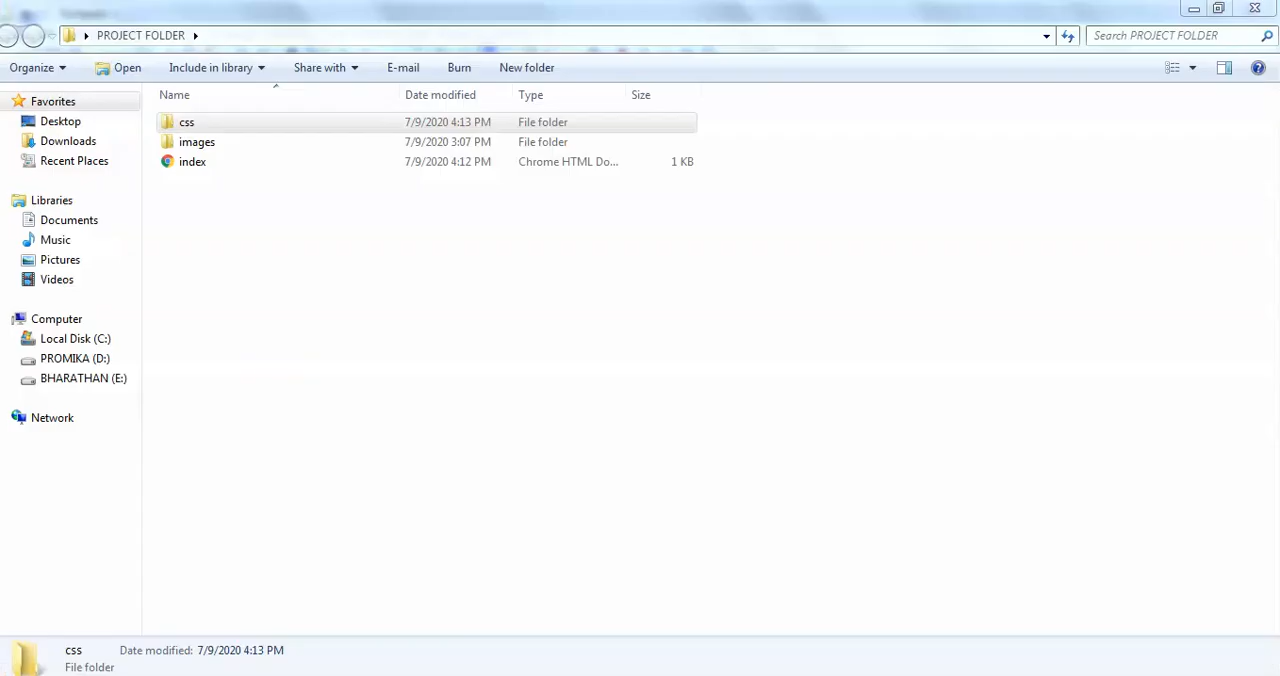 PROJECT FOLDER
Search PROJECT FOLDER
Organize Open Include in library Share with E-mail Burn New folder
Name Date modified Type Size
Favorites
Desktop
Downloads
Recent Places
Libraries
Documents
Music
Pictures
Videos
Computer
Local Disk (C:)
PROMIKA (D:)
BHARATHAN (E:)
Network
css 7/9/2020 4:13 PM File folder
images 7/9/2020 3:07 PM File folder
index 7/9/2020 4:12 PM Chrome HTML Do... 1 KB
css Date modified: 7/9/2020 4:13 PM
File folder